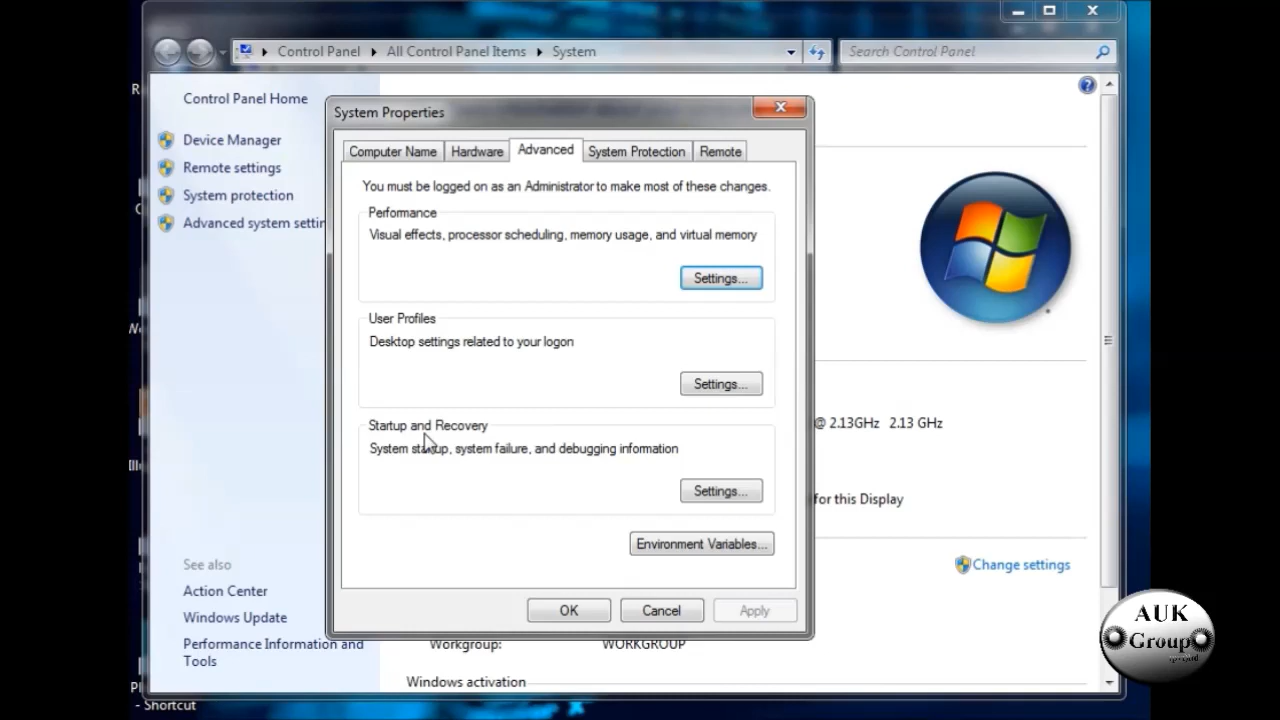 Control Panel
All Control Panel Items
System
Search Control Panel
Control Panel Home
Device Manager
Remote settings
System protection
Advanced system settin
See also
Action Center
Windows Update
Performance Information and
Tools
System Properties
Computer Name
Hardware
Advanced
System Protection
Remote
You must be logged on as an Administrator to make most of these changes.
Performance
Visual effects, processor scheduling, memory usage, and virtual memory
Settings...
User Profiles
Desktop settings related to your logon
Settings...
Startup and Recovery
System startup, system failure, and debugging information
Settings...
Environment Variables...
OK
Cancel
Apply
@ 2.13GHz 2.13 GHz
for this Display
Change settings
Workgroup:
WORKGROUP
Windows activation
- Shortcut
AUK
Group